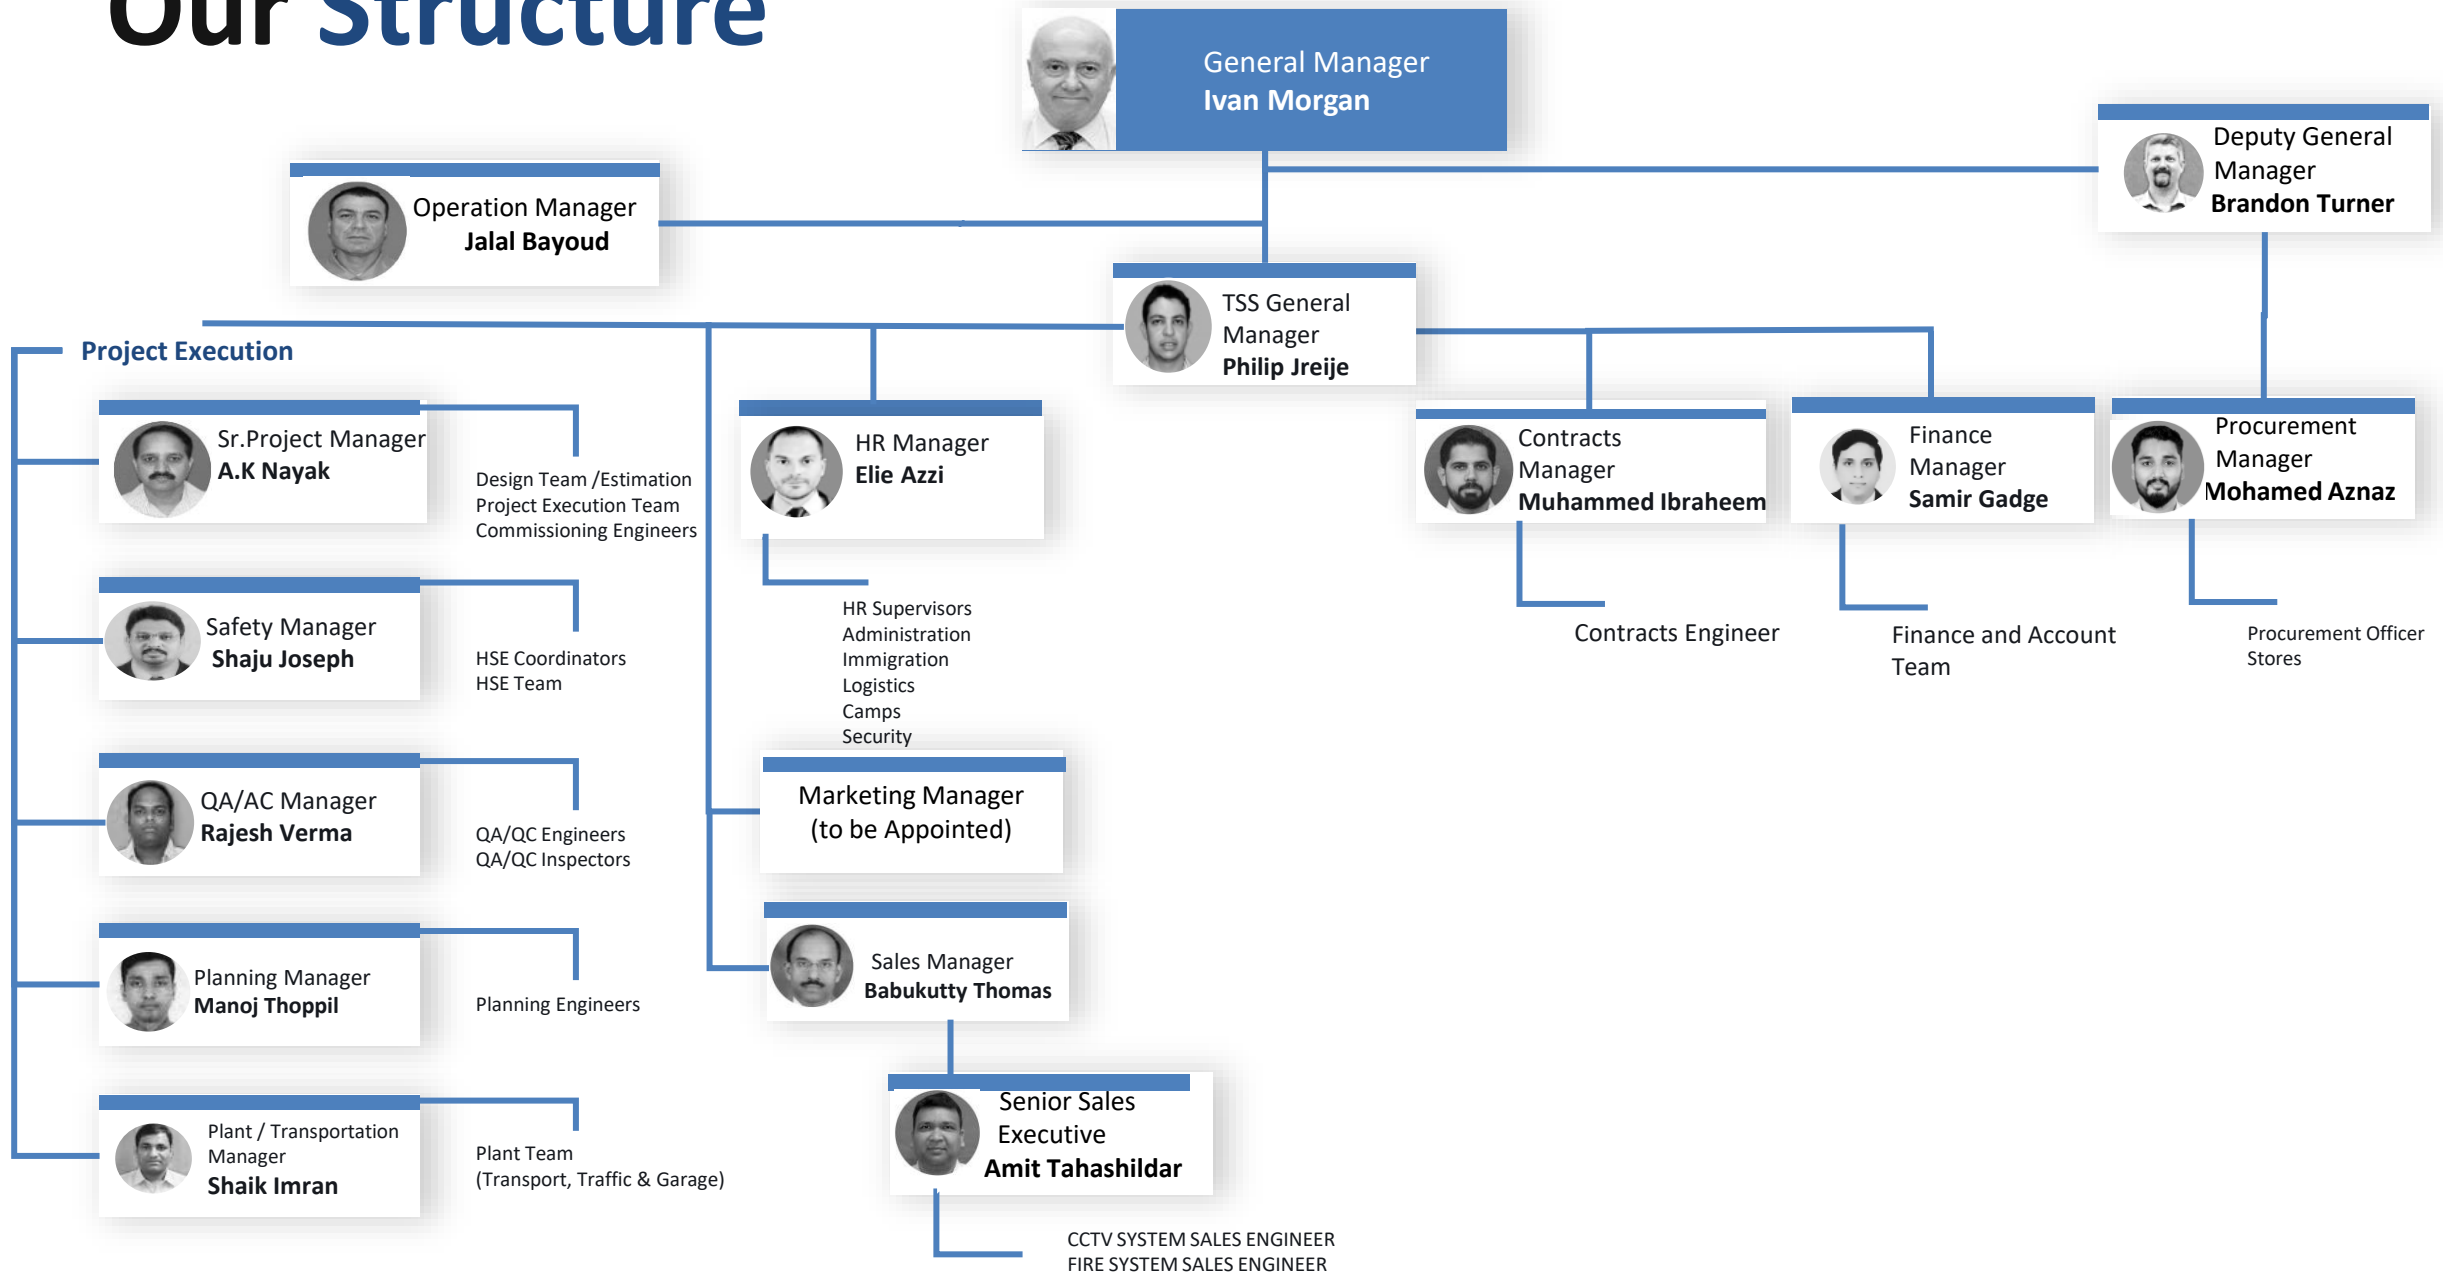 Our Structure
General Manager
Ivan Morgan
Deputy General
Manager
Brandon Turner
Operation Manager
Jalal Bayoud
TSS General
Manager
Philip Jreije
Project Execution
Sr.Project Manager
A.K Nayak
Design Team /Estimation
Project Execution Team
Commissioning Engineers
Safety Manager
Shaju Joseph
HSE Coordinators
HSE Team
QA/AC Manager
Rajesh Verma
QA/QC Engineers
QA/QC Inspectors
Planning Manager
Manoj Thoppil
Planning Engineers
Plant / Transportation
Manager
Shaik Imran
Plant Team
(Transport, Traffic & Garage)
HR Manager
Elie Azzi
HR Supervisors
Administration
Immigration
Logistics
Camps
Security
Marketing Manager
(to be Appointed)
Sales Manager
Babukutty Thomas
Senior Sales
Executive
Amit Tahashildar
CCTV SYSTEM SALES ENGINEER
FIRE SYSTEM SALES ENGINEER
Contracts
Manager
Muhammed Ibraheem
Contracts Engineer
Finance
Manager
Samir Gadge
Finance and Account
Team
Procurement
Manager
Mohamed Aznaz
Procurement Officer
Stores